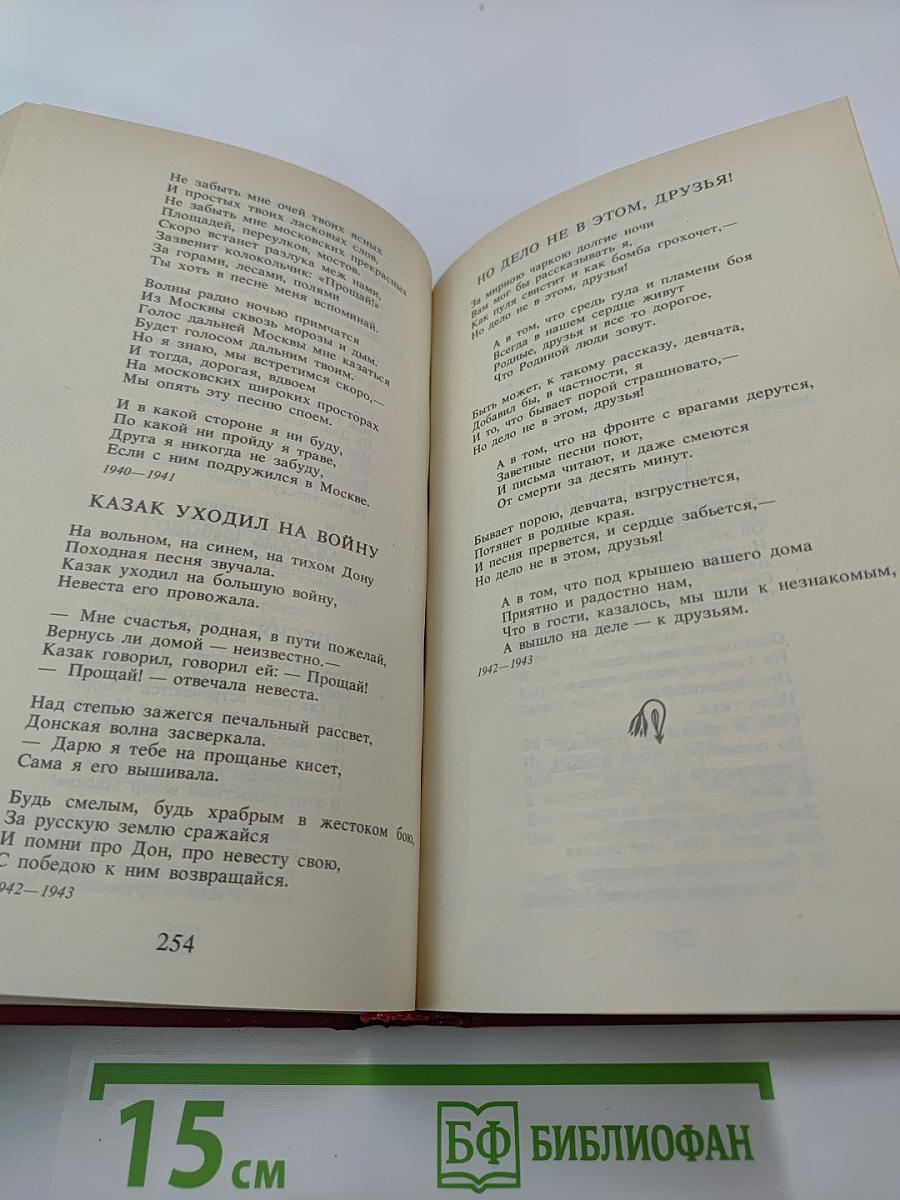 Не забыть мне очей твоих ясных
И простых твоих ласковых слов,
Не забыть мне московских прекрасных
Площадей, переулков, мостов.
Скоро встанет разлука меж нами,
Зазвенит колокольчик: «Прощай!»
За горами, лесами, полями
Ты хоть в песне меня вспоминай.
Волны радио ночью примчатся
Из Москвы сквозь морозы и дым.
Голос дальней Москвы мне казаться
Будет голосом дальним твоим.
Но я знаю, мы встретимся скоро,—
И тогда, дорогая, вдвоем
На московских широких просторах
Мы опять эту песню споем.
И в какой стороне я ни буду,
По какой ни пройду я траве,
Друга я никогда не забуду,
Если с ним подружился в Москве.
1940—1941
КАЗАК УХОДИЛ НА ВОЙНУ
На вольном, на синем, на тихом Дону
Походная песня звучала.
Казак уходил на большую войну,
Невеста его провожала.
— Мне счастья, родная, в пути пожелай,
Вернусь ли домой — неизвестно.—
Казак говорил, говорил ей: — Прощай!
— Прощай! — отвечала невеста.
Над степью зажегся печальный рассвет,
Донская волна засверкала.
— Дарю я тебе на прощанье кисет,
Сама я его вышивала.
Будь смелым, будь храбрым в жестоком бою,
За русскую землю сражайся
И помни про Дон, про невесту свою,
С победою к ним возвращайся.
942—1943
254
НО ДЕЛО НЕ В ЭТОМ, ДРУЗЬЯ!
За мирною чаркою долгие ночи
Вам мог бы рассказывать я,
Как пуля свистит и как бомба грохочет,—
Но дело не в этом, друзья!
А в том, что средь гула и пламени боя
Всегда в нашем сердце живут
Родные, друзья и все то дорогое,
Что Родиной люди зовут.
Быть может, к такому рассказу, девчата,
Добавил бы, в частности, я
И то, что бывает порой страшновато,—
Но дело не в этом, друзья!
А в том, что на фронте с врагами дерутся,
Заветные песни поют,
И письма читают, и даже смеются
От смерти за десять минут.
Бывает порою, девчата, взгрустнется,
Потянет в родные края.
И песня прервется, и сердце забьется,—
Но дело не в этом, друзья!
А в том, что под крышею вашего дома
Приятно и радостно нам,
Что в гости, казалось, мы шли к незнакомым,
А вышло на деле — к друзьям.
1942—1943
15 см
БФ БИБЛИОФАН